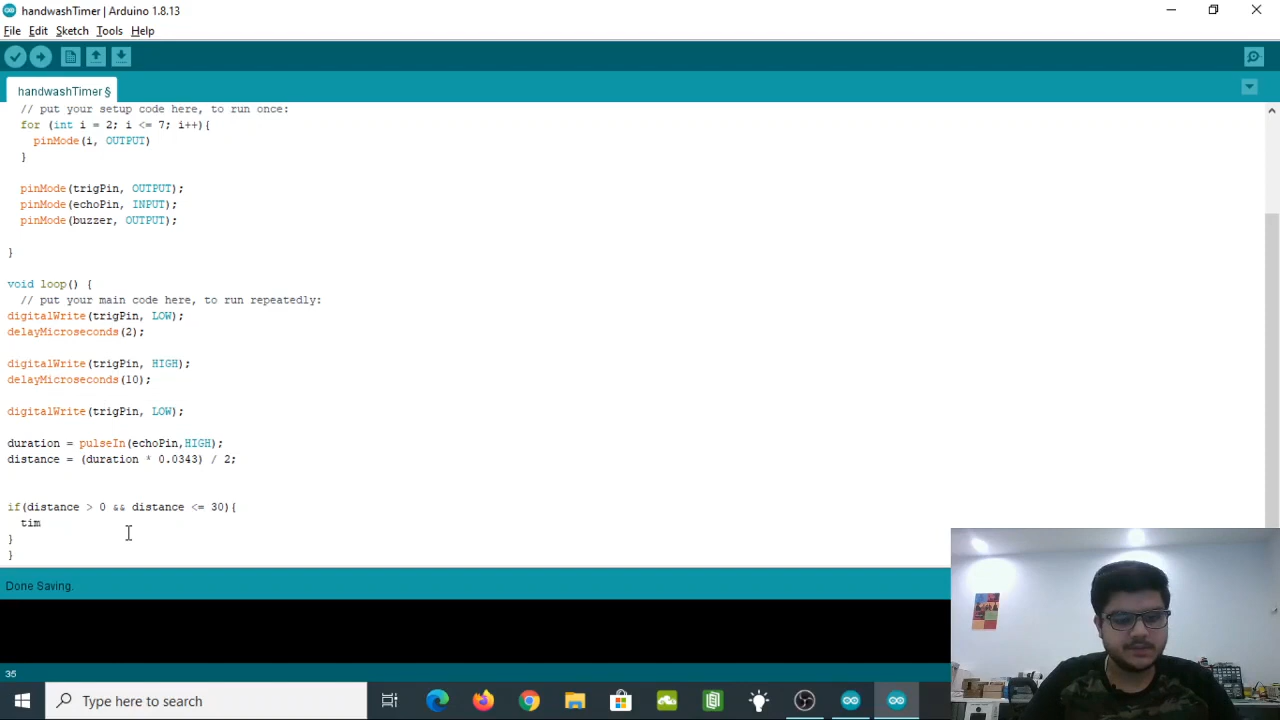 handwashTimer | Arduino 1.8.13
File Edit Sketch Tools Help
handwashTimer §
// put your setup code here, to run once:
for (int i = 2; i <= 7; i++){
pinMode(i, OUTPUT)
}
pinMode(trigPin, OUTPUT);
pinMode(echoPin, INPUT);
pinMode(buzzer, OUTPUT);
}
void loop() {
// put your main code here, to run repeatedly:
digitalWrite(trigPin, LOW);
delayMicroseconds(2);
digitalWrite(trigPin, HIGH);
delayMicroseconds(10);
digitalWrite(trigPin, LOW);
duration = pulseIn(echoPin,HIGH);
distance = (duration * 0.0343) / 2;
if(distance > 0 && distance <= 30){
tim
}
}
Done Saving.
35
Type here to search